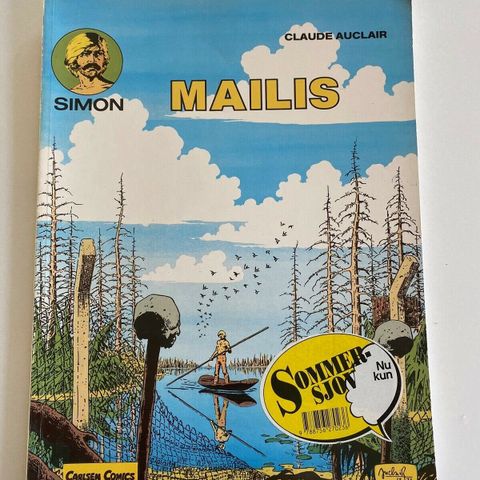 CLAUDE AUCLAIR
SIMON
MAILIS
SOMMER-
SJOV
Nu
kun
CARLSEN COMICS